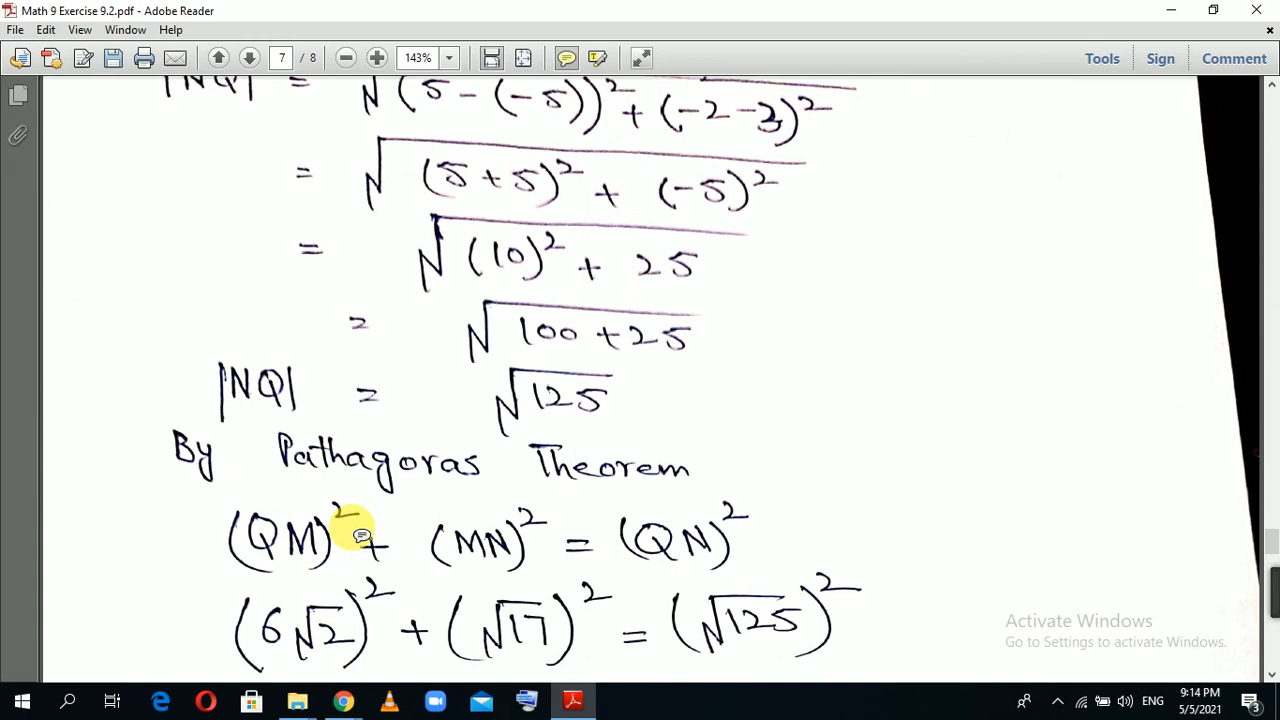 Math 9 Exercise 9.2.pdf - Adobe Reader
File Edit View Window Help
7 / 8 143% Tools Sign Comment
|NQ| = √(5-(-5))² + (-2-3)²
= √(5+5)² + (-5)²
= √(10)² + 25
= √100+25
|NQ| = √125
By Pathagoras Theorem
(QM)² + (MN)² = (QN)²
(6√2)² + (√17)² = (√125)²
Activate Windows
Go to Settings to activate Windows.
ENG
9:14 PM
5/5/2021
3